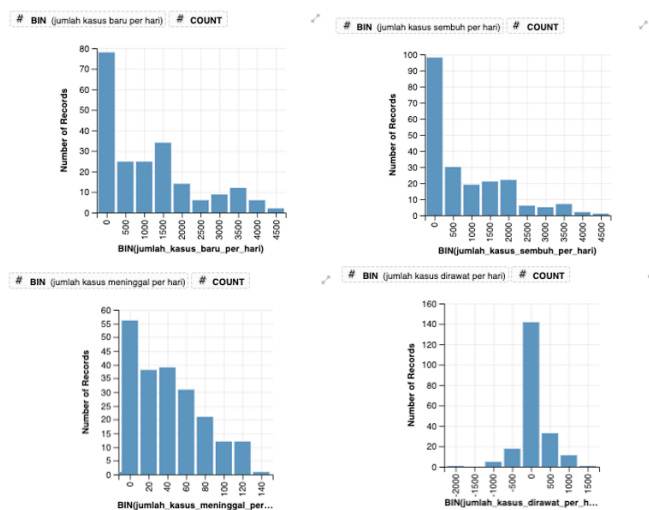 # BIN (jumlah kasus baru per hari) # COUNT
80
70
60
50
40
30
20
10
0
Number of Records
0 500 1000 1500 2000 2500 3000 3500 4000 4500
BIN(jumlah_kasus_baru_per_hari)
# BIN (jumlah kasus sembuh per hari) # COUNT
100
90
80
70
60
50
40
30
20
10
0
Number of Records
0 500 1000 1500 2000 2500 3000 3500 4000 4500
BIN(jumlah_kasus_sembuh_per_hari)
# BIN (jumlah kasus meninggal per hari) # COUNT
60
55
50
45
40
35
30
25
20
15
10
5
0
Number of Records
0 20 40 60 80 100 120 140
BIN(jumlah_kasus_meninggal_per...
# BIN (jumlah kasus dirawat per hari) # COUNT
160
140
120
100
80
60
40
20
0
Number of Records
-2000 -1500 -1000 -500 0 500 1000 1500
BIN(jumlah_kasus_dirawat_per_h...